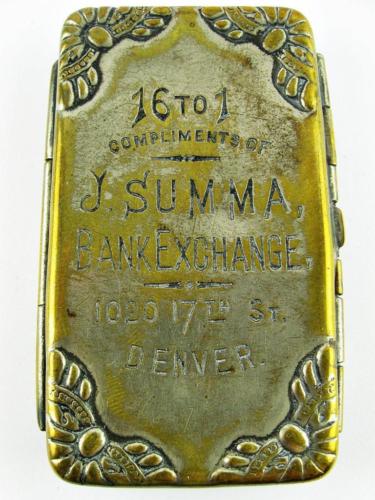 16 TO 1
COMPLIMENTS OF
J. SUMMA,
BANK EXCHANGE,
1020 17TH ST.
DENVER.